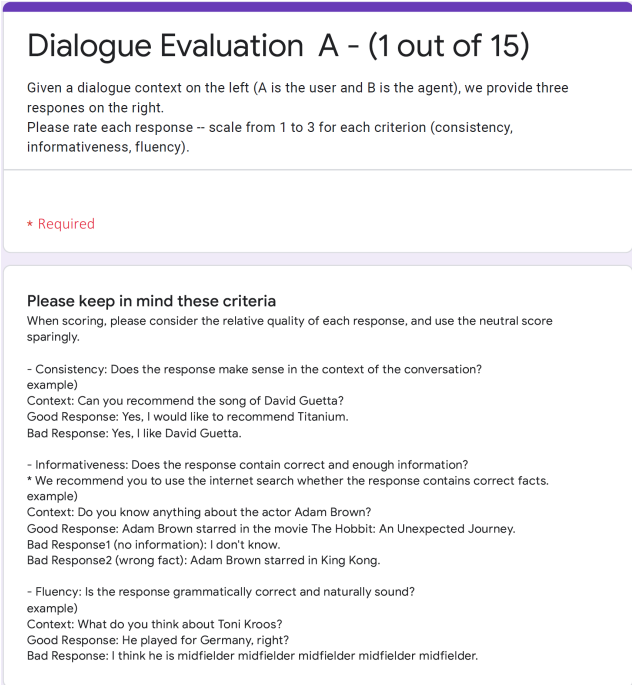 Dialogue Evaluation A - (1 out of 15)
Given a dialogue context on the left (A is the user and B is the agent), we provide three
respones on the right.
Please rate each response -- scale from 1 to 3 for each criterion (consistency,
informativeness, fluency).
* Required
Please keep in mind these criteria
When scoring, please consider the relative quality of each response, and use the neutral score
sparingly.
- Consistency: Does the response make sense in the context of the conversation?
example)
Context: Can you recommend the song of David Guetta?
Good Response: Yes, I would like to recommend Titanium.
Bad Response: Yes, I like David Guetta.
- Informativeness: Does the response contain correct and enough information?
* We recommend you to use the internet search whether the response contains correct facts.
example)
Context: Do you know anything about the actor Adam Brown?
Good Response: Adam Brown starred in the movie The Hobbit: An Unexpected Journey.
Bad Response1 (no information): I don't know.
Bad Response2 (wrong fact): Adam Brown starred in King Kong.
- Fluency: Is the response grammatically correct and naturally sound?
example)
Context: What do you think about Toni Kroos?
Good Response: He played for Germany, right?
Bad Response: I think he is midfielder midfielder midfielder midfielder midfielder.